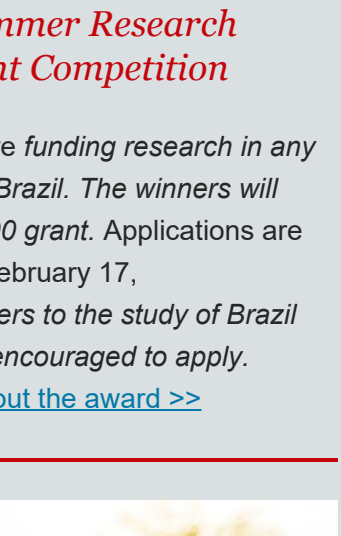 mmer Research
nt Competition
e funding research in any
Brazil. The winners will
0 grant. Applications are
ebruary 17,
ers to the study of Brazil
encouraged to apply.
out the award >>